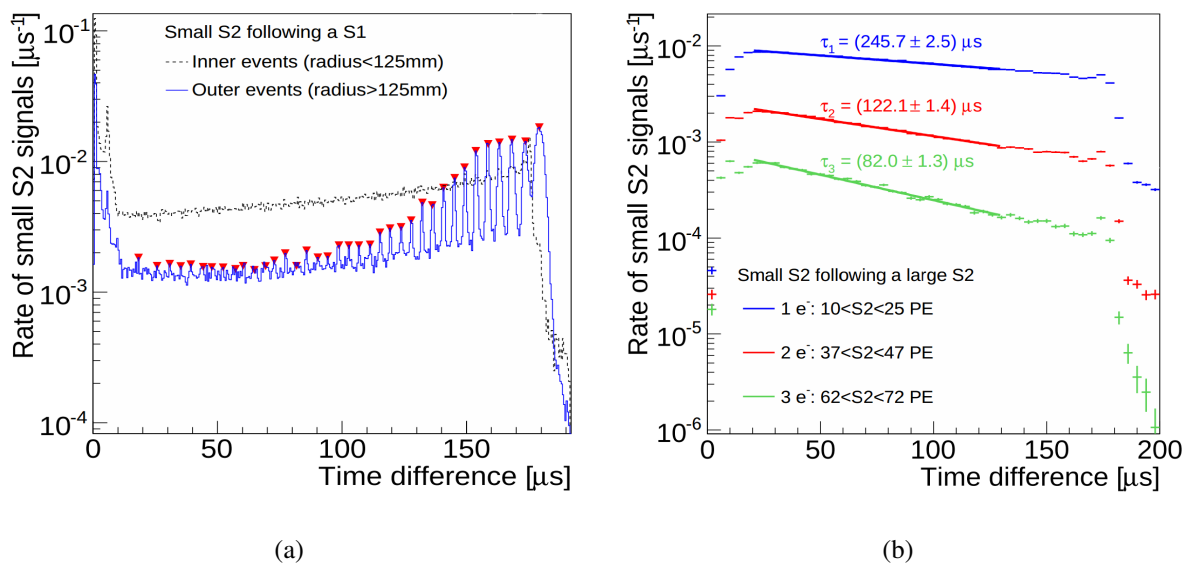 Rate of small S2 signals [μs⁻¹]
10⁻¹
10⁻²
10⁻³
10⁻⁴
Small S2 following a S1
Inner events (radius<125mm)
Outer events (radius>125mm)
0 50 100 150
Time difference [μs]
(a)
Rate of small S2 signals [μs⁻¹]
10⁻²
10⁻³
10⁻⁴
10⁻⁵
10⁻⁶
τ₁ = (245.7 ± 2.5) μs
τ₂ = (122.1 ± 1.4) μs
τ₃ = (82.0 ± 1.3) μs
Small S2 following a large S2
1 e⁻: 10<S2<25 PE
2 e⁻: 37<S2<47 PE
3 e⁻: 62<S2<72 PE
0 50 100 150 200
Time difference [μs]
(b)